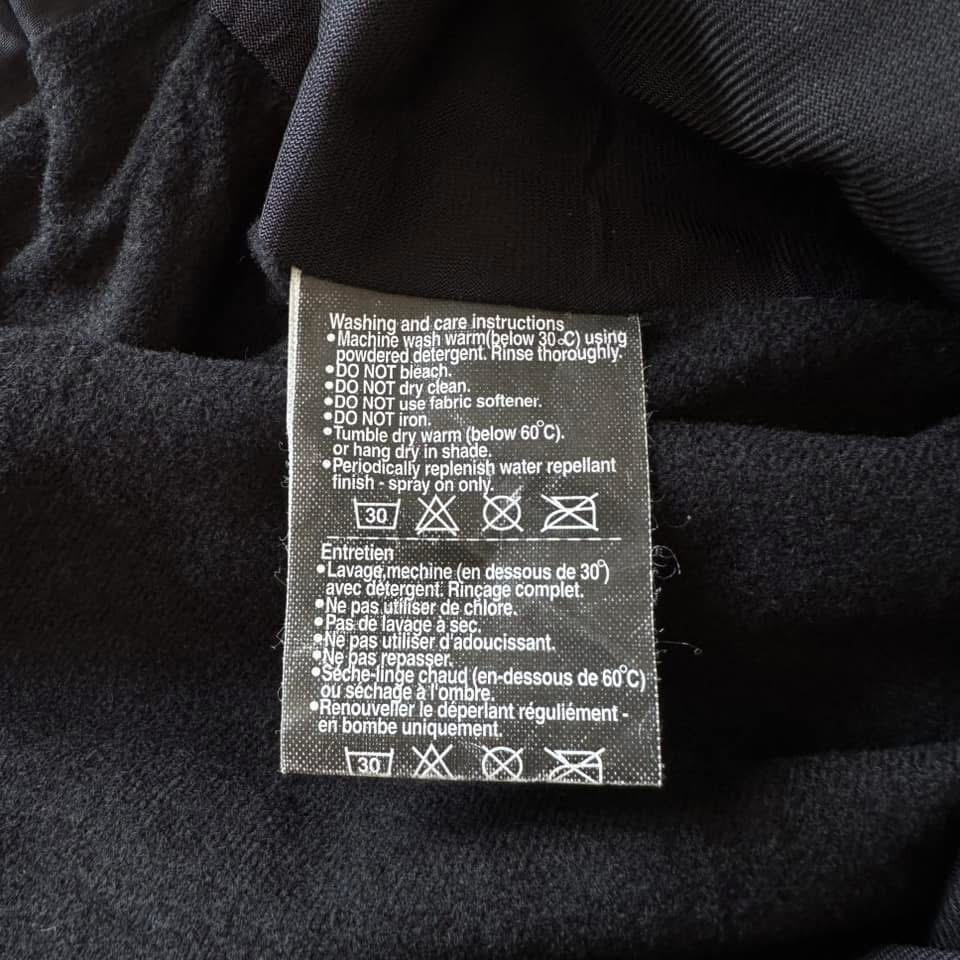 Washing and care instructions
•Machine wash warm(below 30°C) using
powdered detergent. Rinse thoroughly.
•DO NOT bleach.
•DO NOT dry clean.
•DO NOT use fabric softener.
•DO NOT iron.
•Tumble dry warm (below 60°C).
or hang dry in shade.
•Periodically replenish water repellant
finish - spray on only.
30
Entretien
•Lavage mechine (en dessous de 30°)
avec détergent. Rinçage complet.
•Ne pas utiliser de chlore.
•Pas de lavage à sec.
•Ne pas utiliser d'adoucissant.
•Ne pas repasser.
•Séche-linge chaud (en-dessous de 60°C)
ou séchage à l'ombre.
•Renouveller le déperlant réguliément -
en bombe uniquement.
30